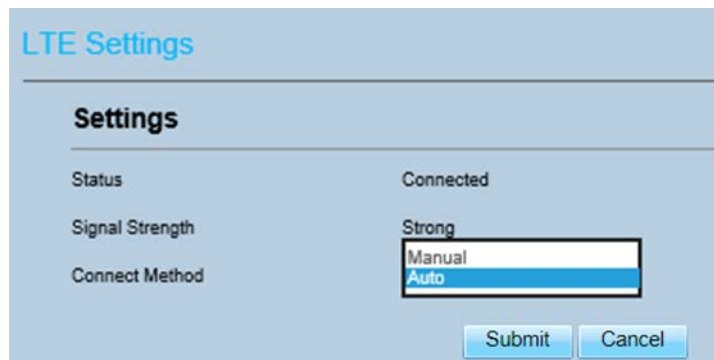 LTE Settings
Settings
Status Connected
Signal Strength Strong
Connect Method Manual
Auto
Submit Cancel